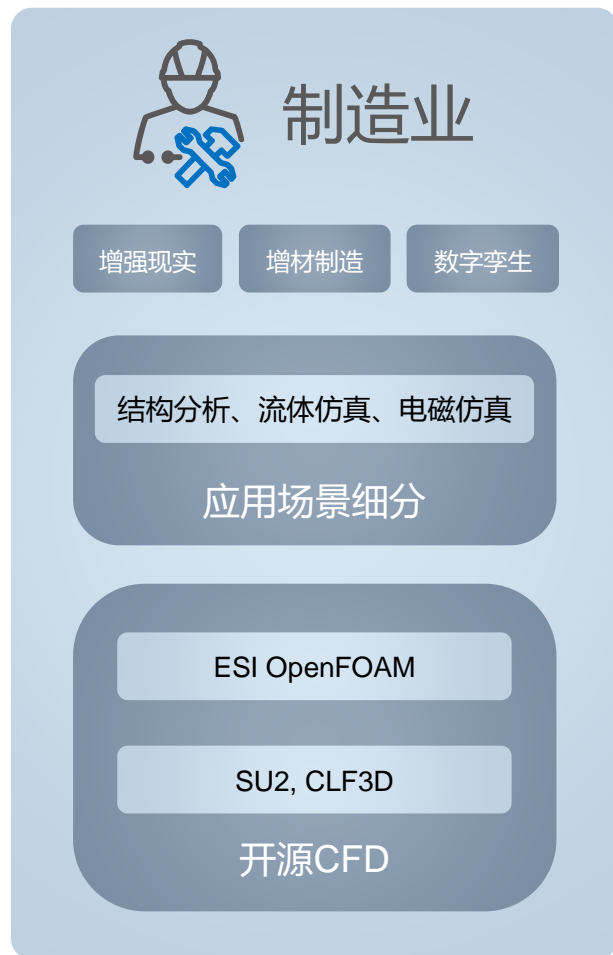 制造业
增强现实 增材制造 数字孪生
结构分析、流体仿真、电磁仿真
应用场景细分
ESI OpenFOAM
SU2, CLF3D
开源CFD